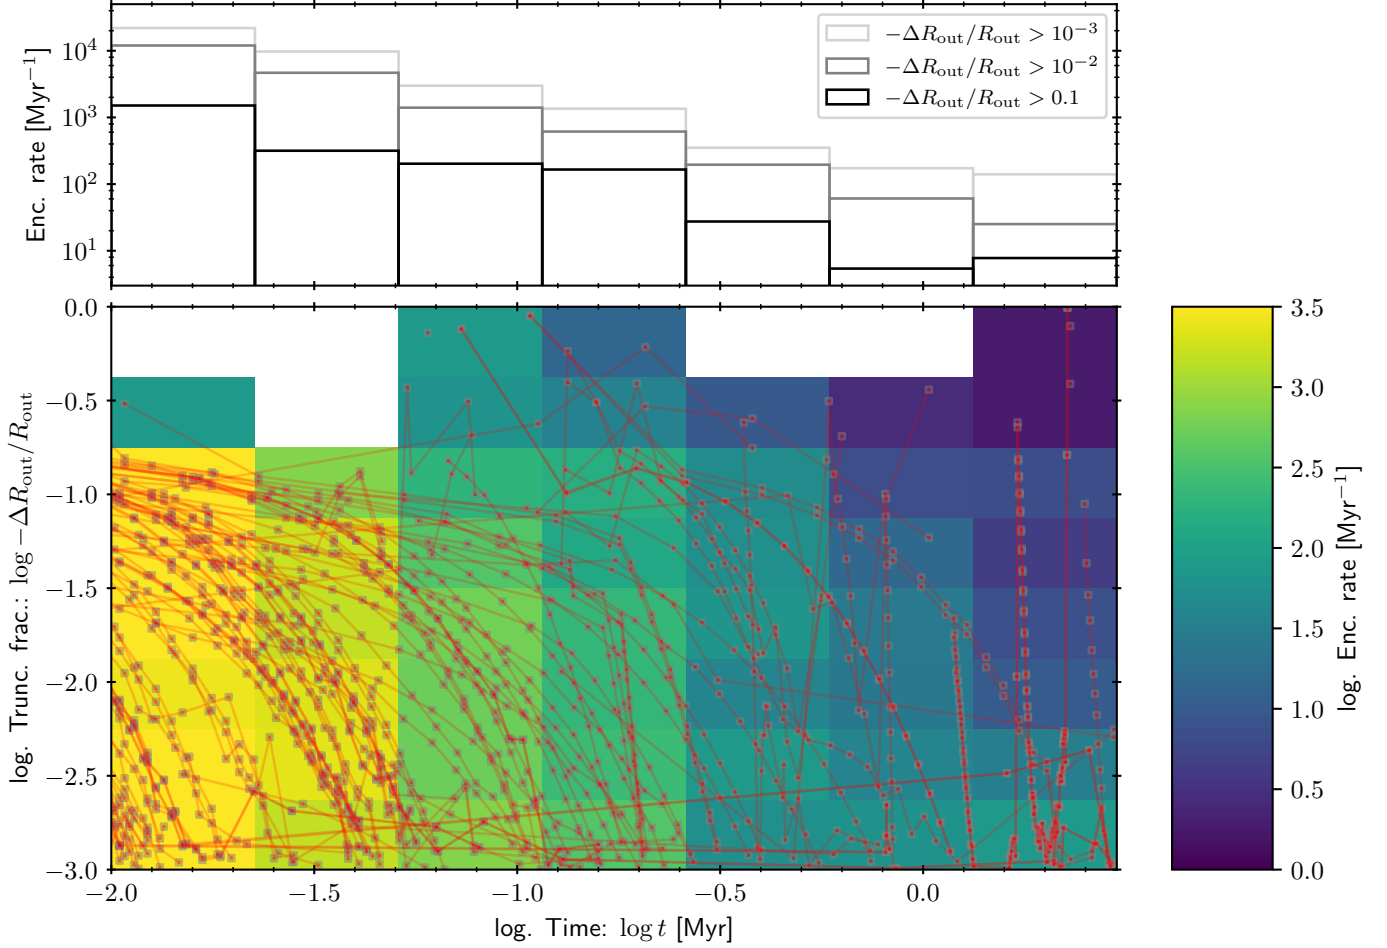 10⁴
10³
10²
10¹
Enc. rate [Myr⁻¹]
−ΔR_out/R_out > 10⁻³
−ΔR_out/R_out > 10⁻²
−ΔR_out/R_out > 0.1
0.0
−0.5
−1.0
−1.5
−2.0
−2.5
−3.0
log. Trunc. frac.: log −ΔR_out/R_out
−2.0 −1.5 −1.0 −0.5 0.0
log. Time: log t [Myr]
3.5
3.0
2.5
2.0
1.5
1.0
0.5
0.0
log. Enc. rate [Myr⁻¹]